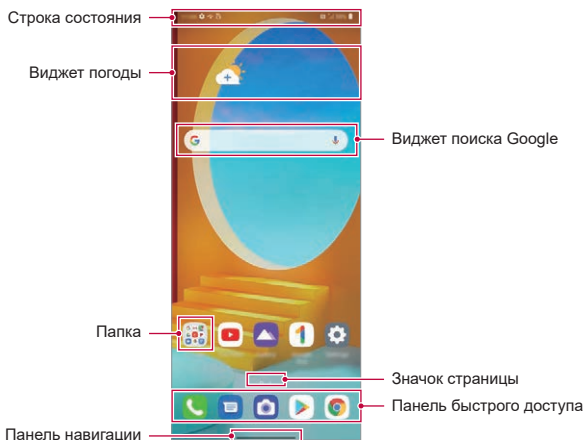 Строка состояния
Виджет погоды
Виджет поиска Google
Папка
Значок страницы
Панель быстрого доступа
Панель навигации